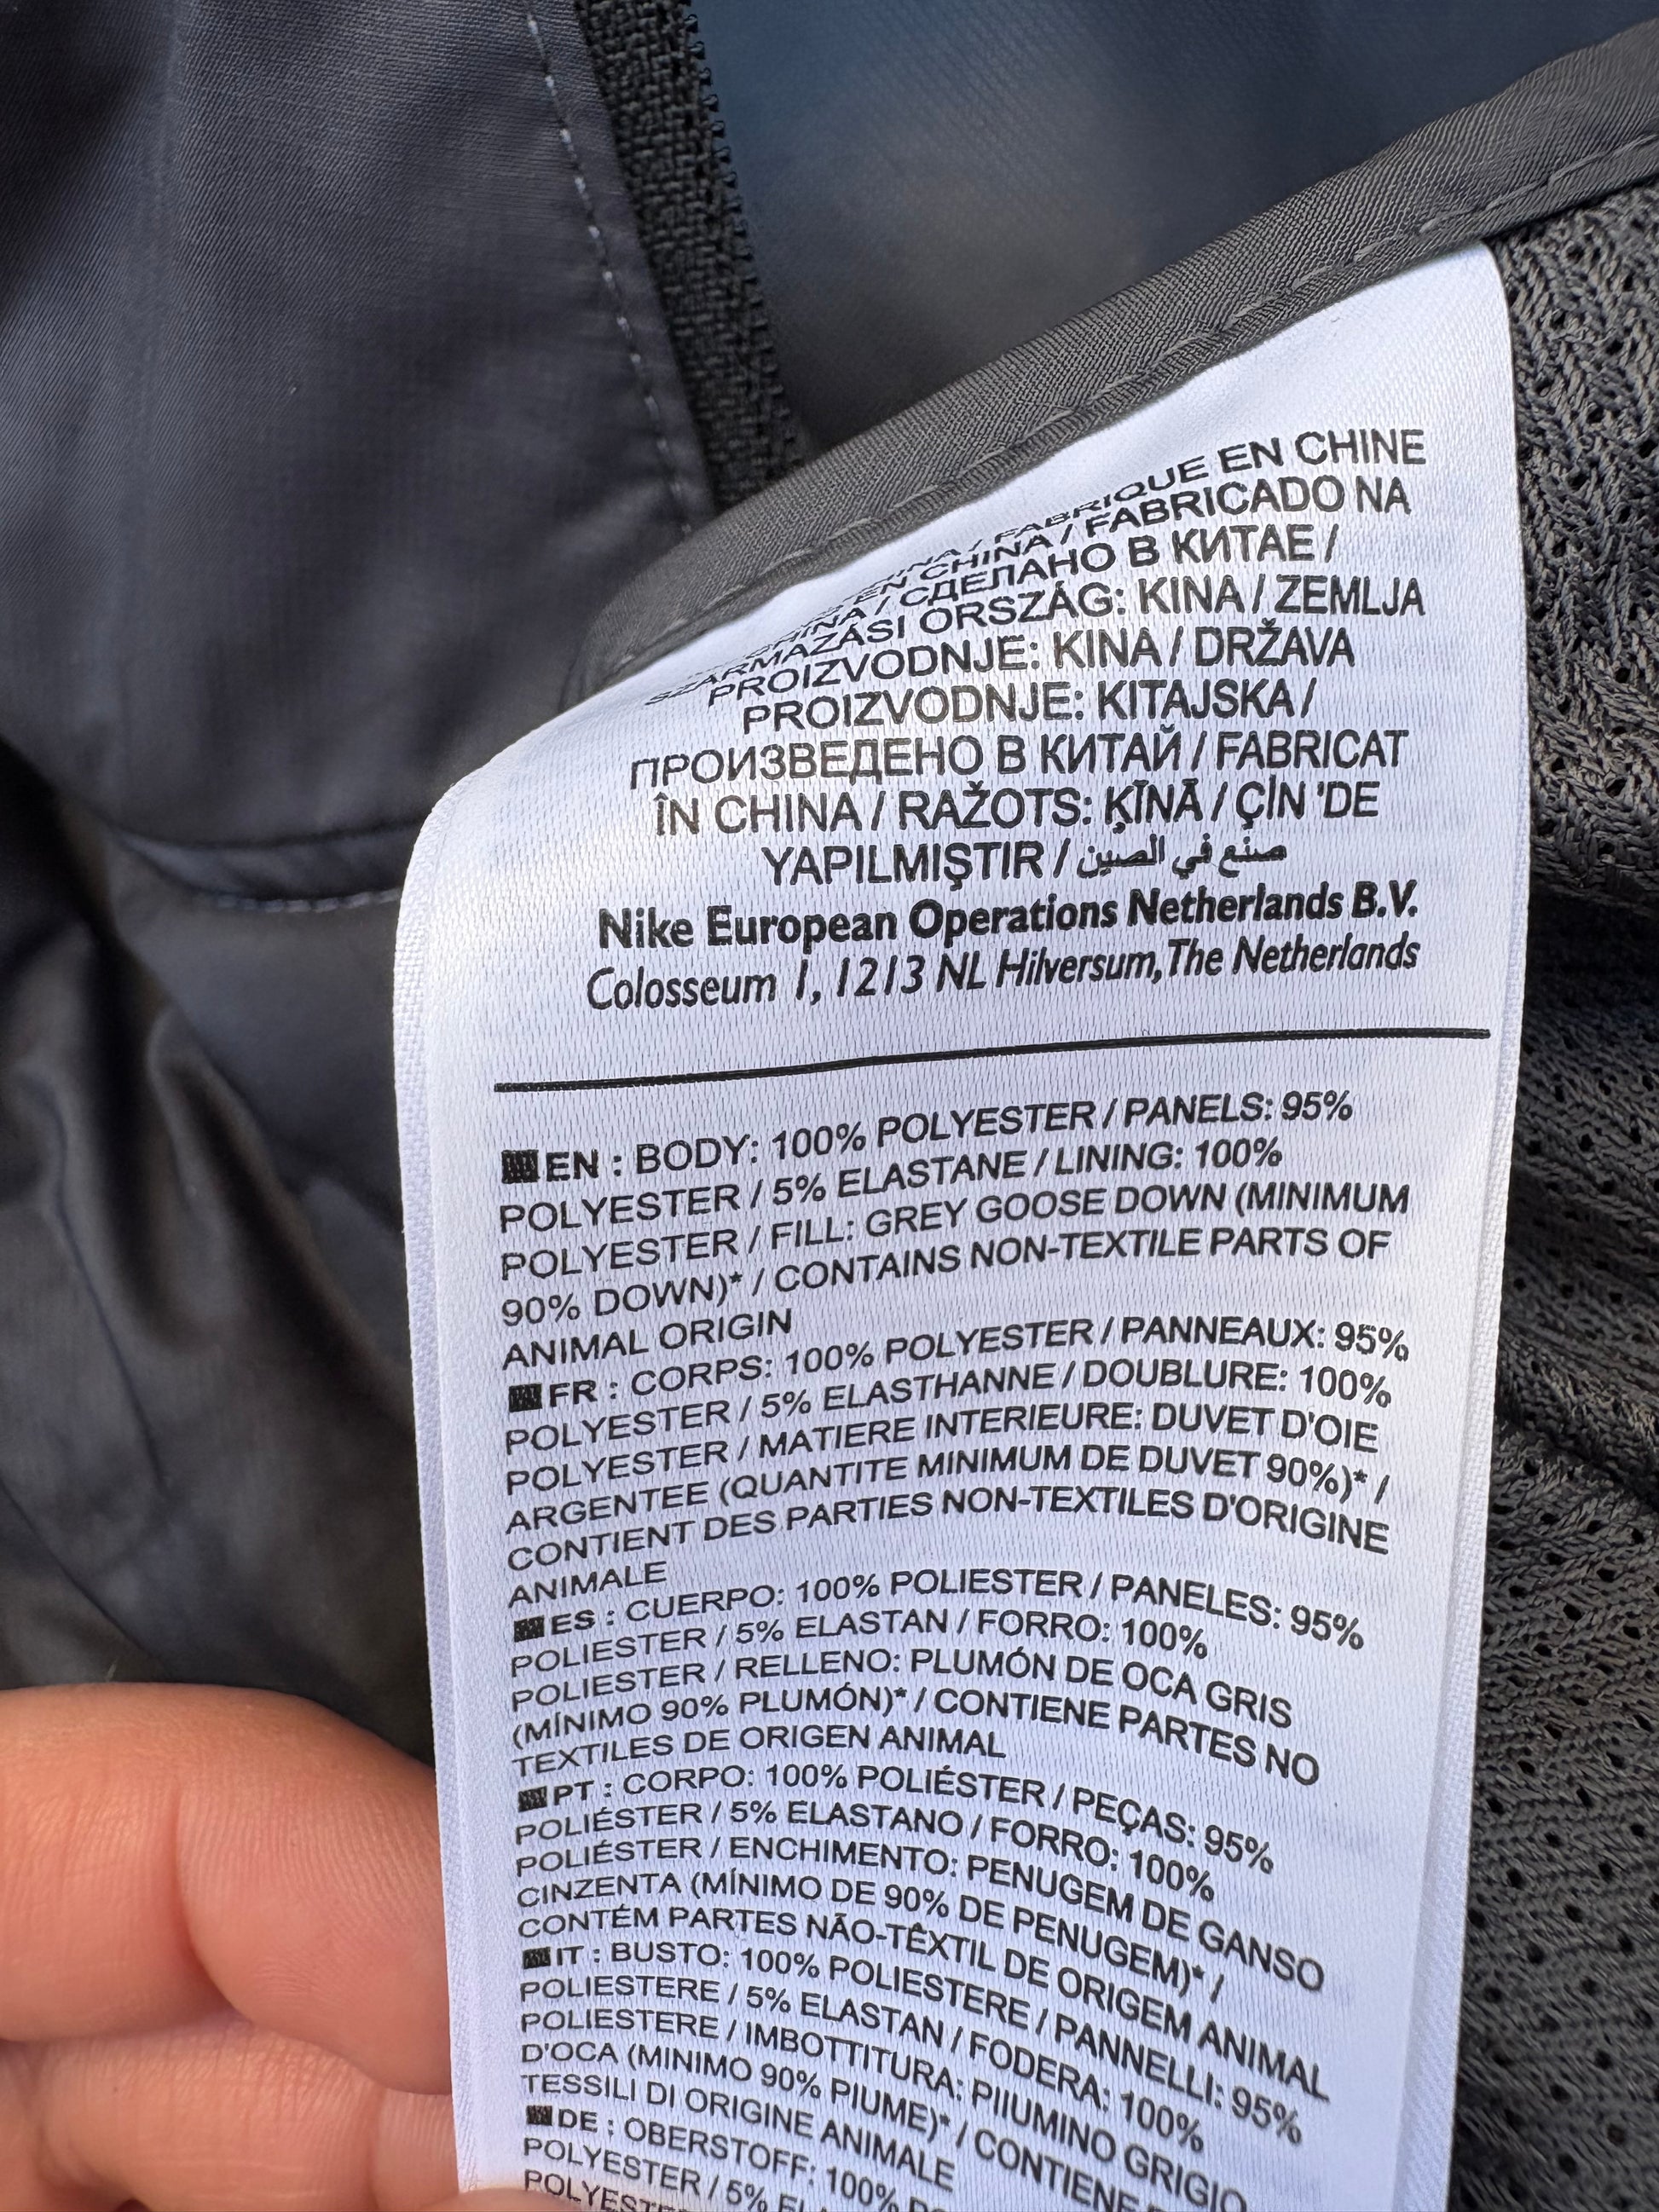 FABRIQUE EN CHINE
EN CHINA / FABRICADO NA
CHINA / СДЕЛАНО В КИТАЕ /
SZÁRMAZÁSI ORSZÁG: KINA / ZEMLJA
PROIZVODNJE: KINA / DRŽAVA
PROIZVODNJE: KITAJSKA /
ПРОИЗВЕДЕНО В КИТАЙ / FABRICAT
ÎN CHINA / RAŽOTS: ĶĪNĀ / ÇİN 'DE
YAPILMIŞTIR / صنع في الصين
Nike European Operations Netherlands B.V.
Colosseum 1, 1213 NL Hilversum, The Netherlands
EN : BODY: 100% POLYESTER / PANELS: 95%
POLYESTER / 5% ELASTANE / LINING: 100%
POLYESTER / FILL: GREY GOOSE DOWN (MINIMUM
90% DOWN)* / CONTAINS NON-TEXTILE PARTS OF
ANIMAL ORIGIN
FR : CORPS: 100% POLYESTER / PANNEAUX: 95%
POLYESTER / 5% ELASTHANNE / DOUBLURE: 100%
POLYESTER / MATIERE INTERIEURE: DUVET D'OIE
ARGENTEE (QUANTITE MINIMUM DE DUVET 90%)* /
CONTIENT DES PARTIES NON-TEXTILES D'ORIGINE
ANIMALE
ES : CUERPO: 100% POLIESTER / PANELES: 95%
POLIESTER / 5% ELASTAN / FORRO: 100%
POLIESTER / RELLENO: PLUMÓN DE OCA GRIS
(MÍNIMO 90% PLUMÓN)* / CONTIENE PARTES NO
TEXTILES DE ORIGEN ANIMAL
PT : CORPO: 100% POLIÉSTER / PEÇAS: 95%
POLIÉSTER / 5% ELASTANO / FORRO: 100%
POLIÉSTER / ENCHIMENTO: PENUGEM DE GANSO
CINZENTA (MÍNIMO DE 90% DE PENUGEM)* /
CONTÉM PARTES NÃO-TÊXTIL DE ORIGEM ANIMAL
IT : BUSTO: 100% POLIESTERE / PANNELLI: 95%
POLIESTERE / 5% ELASTAN / FODERA: 100%
POLIESTERE / IMBOTTITURA: PIIUMINO GRIGIO
D'OCA (MINIMO 90% PIUME)* / CONTIENE
TESSILI DI ORIGINE ANIMALE
DE : OBERSTOFF: 100%
POLYESTER / 5%